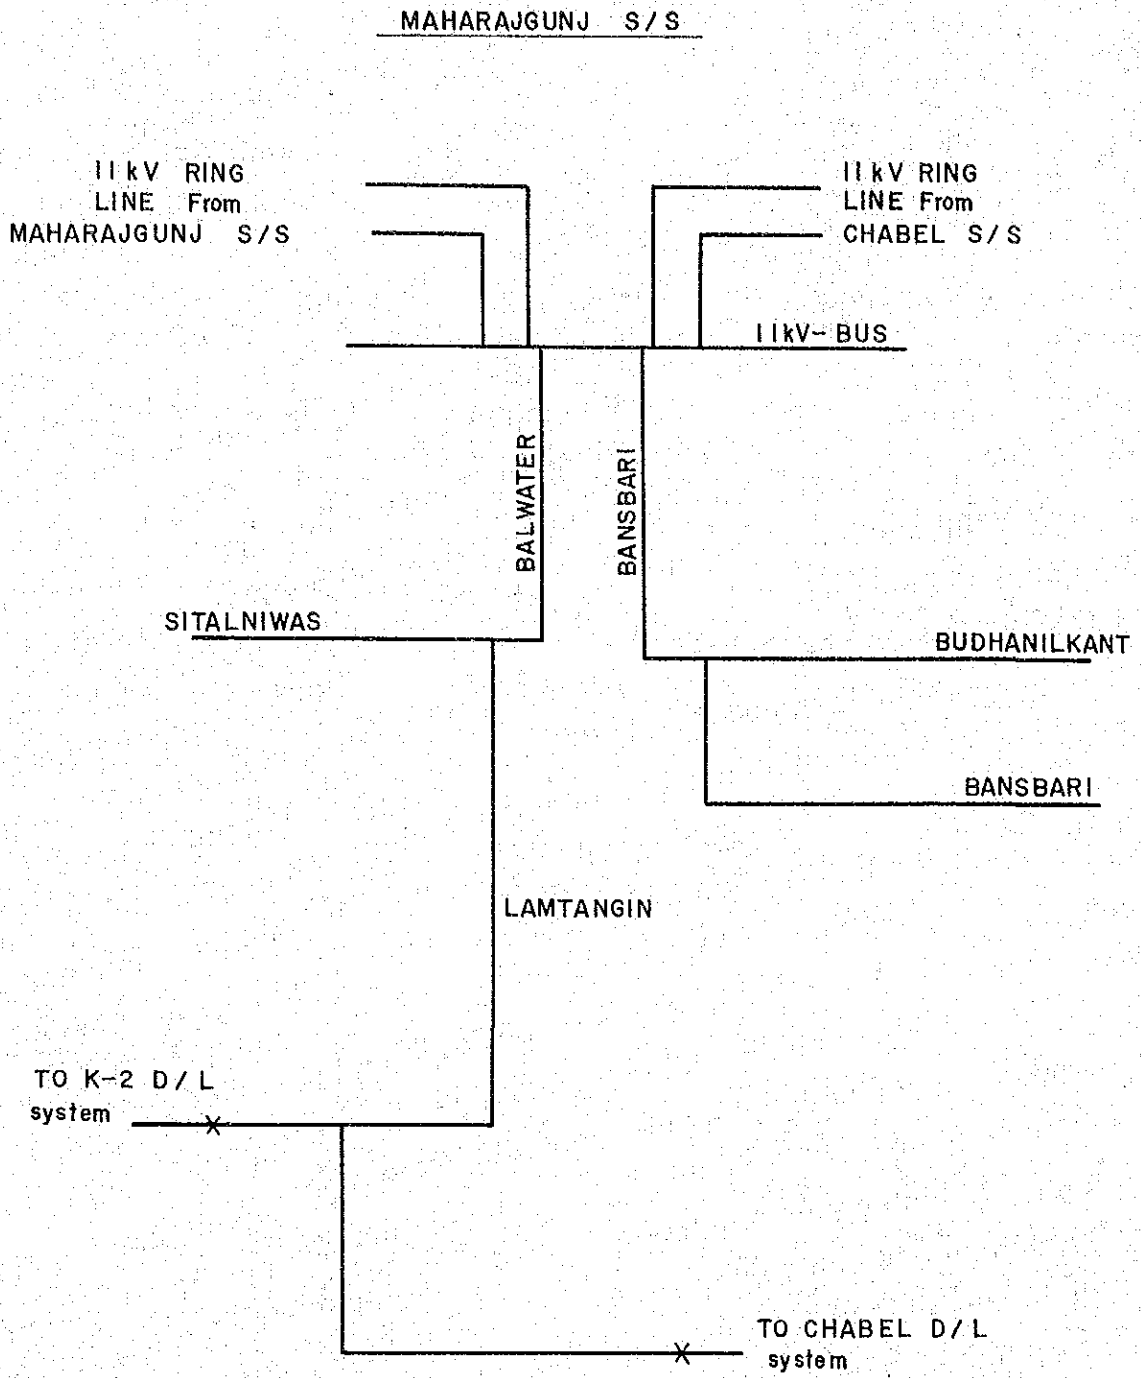 MAHARAJGUNJ S/S
11kV RING
LINE From
MAHARAJGUNJ S/S
11kV RING
LINE From
CHABEL S/S
11kV-BUS
BALWATER
BANSBARI
SITALNIWAS
BUDHANILKANT
BANSBARI
LAMTANGIN
TO K-2 D/L
system
TO CHABEL D/L
system